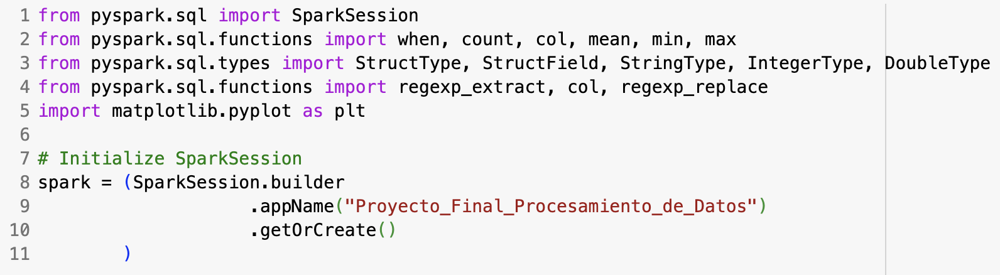 1 from pyspark.sql import SparkSession
2 from pyspark.sql.functions import when, count, col, mean, min, max
3 from pyspark.sql.types import StructType, StructField, StringType, IntegerType, DoubleType
4 from pyspark.sql.functions import regexp_extract, col, regexp_replace
5 import matplotlib.pyplot as plt
6
7 # Initialize SparkSession
8 spark = (SparkSession.builder
9                     .appName("Proyecto_Final_Procesamiento_de_Datos")
10                     .getOrCreate()
11         )